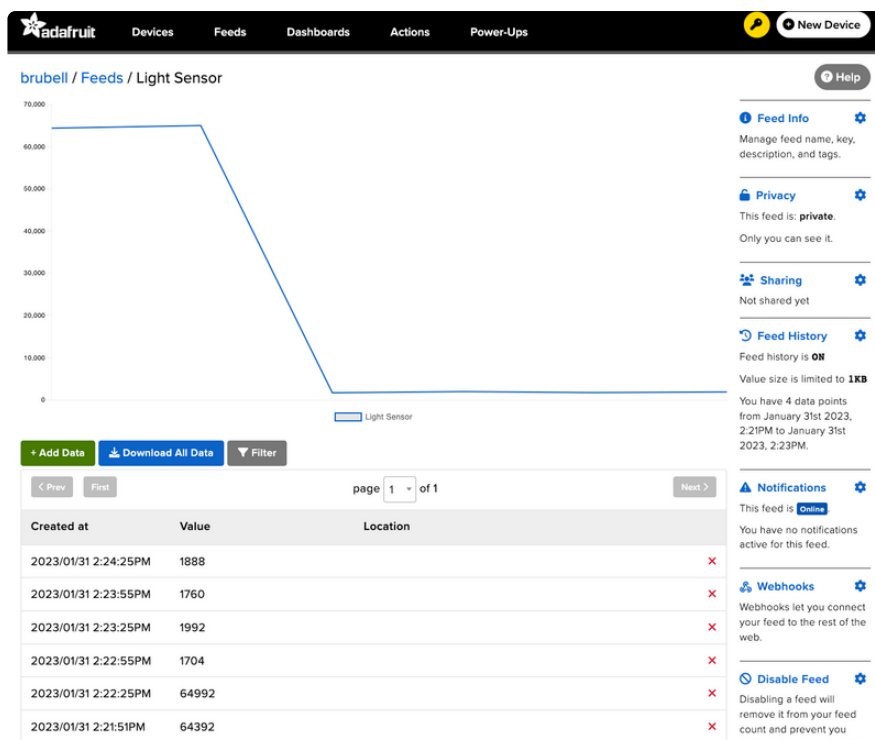 adafruit Devices Feeds Dashboards Actions Power-Ups New Device
brubell / Feeds / Light Sensor
Help
70,000
60,000
50,000
40,000
30,000
20,000
10,000
0
Light Sensor
+ Add Data Download All Data Filter
< Prev First page 1 of 1 Next >
Created at Value Location
2023/01/31 2:24:25PM 1888
2023/01/31 2:23:55PM 1760
2023/01/31 2:23:25PM 1992
2023/01/31 2:22:55PM 1704
2023/01/31 2:22:25PM 64992
2023/01/31 2:21:51PM 64392
Feed Info
Manage feed name, key,
description, and tags.
Privacy
This feed is: private.
Only you can see it.
Sharing
Not shared yet
Feed History
Feed history is ON
Value size is limited to 1KB
You have 4 data points
from January 31st 2023,
2:21PM to January 31st
2023, 2:23PM.
Notifications
This feed is Online.
You have no notifications
active for this feed.
Webhooks
Webhooks let you connect
your feed to the rest of the
web.
Disable Feed
Disabling a feed will
remove it from your feed
count and prevent you